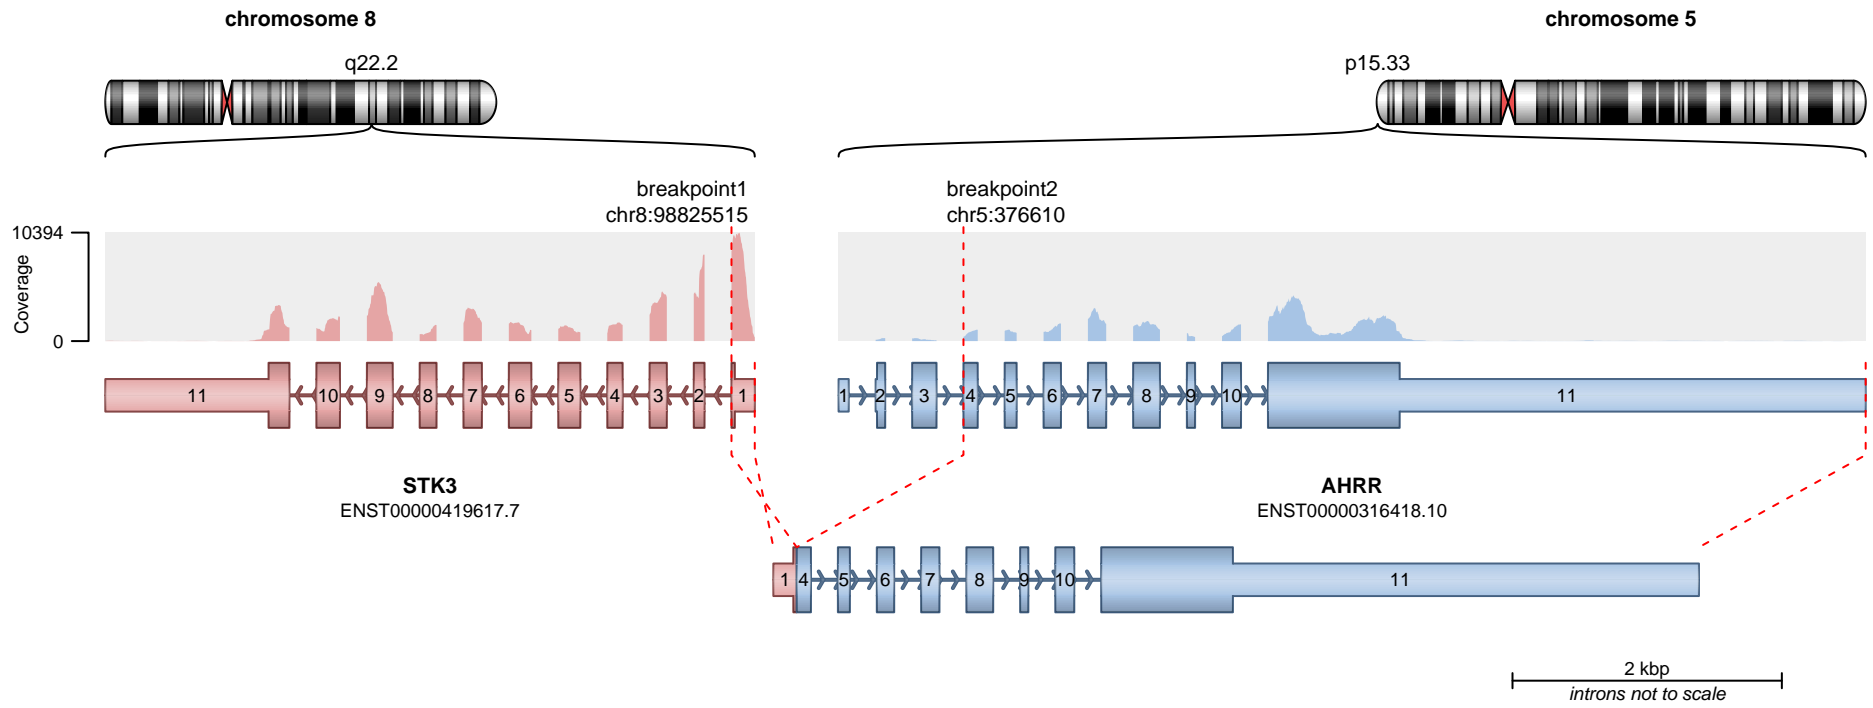 chromosome 8
chromosome 5
q22.2
p15.33
breakpoint1
chr8:98825515
breakpoint2
chr5:376610
10394
Coverage
0
11 10 9 8 7 6 5 4 3 2 1
1 2 3 4 5 6 7 8 9 10 11
STK3
ENST00000419617.7
AHRR
ENST00000316418.10
1 4 5 6 7 8 9 10 11
2 kbp
introns not to scale